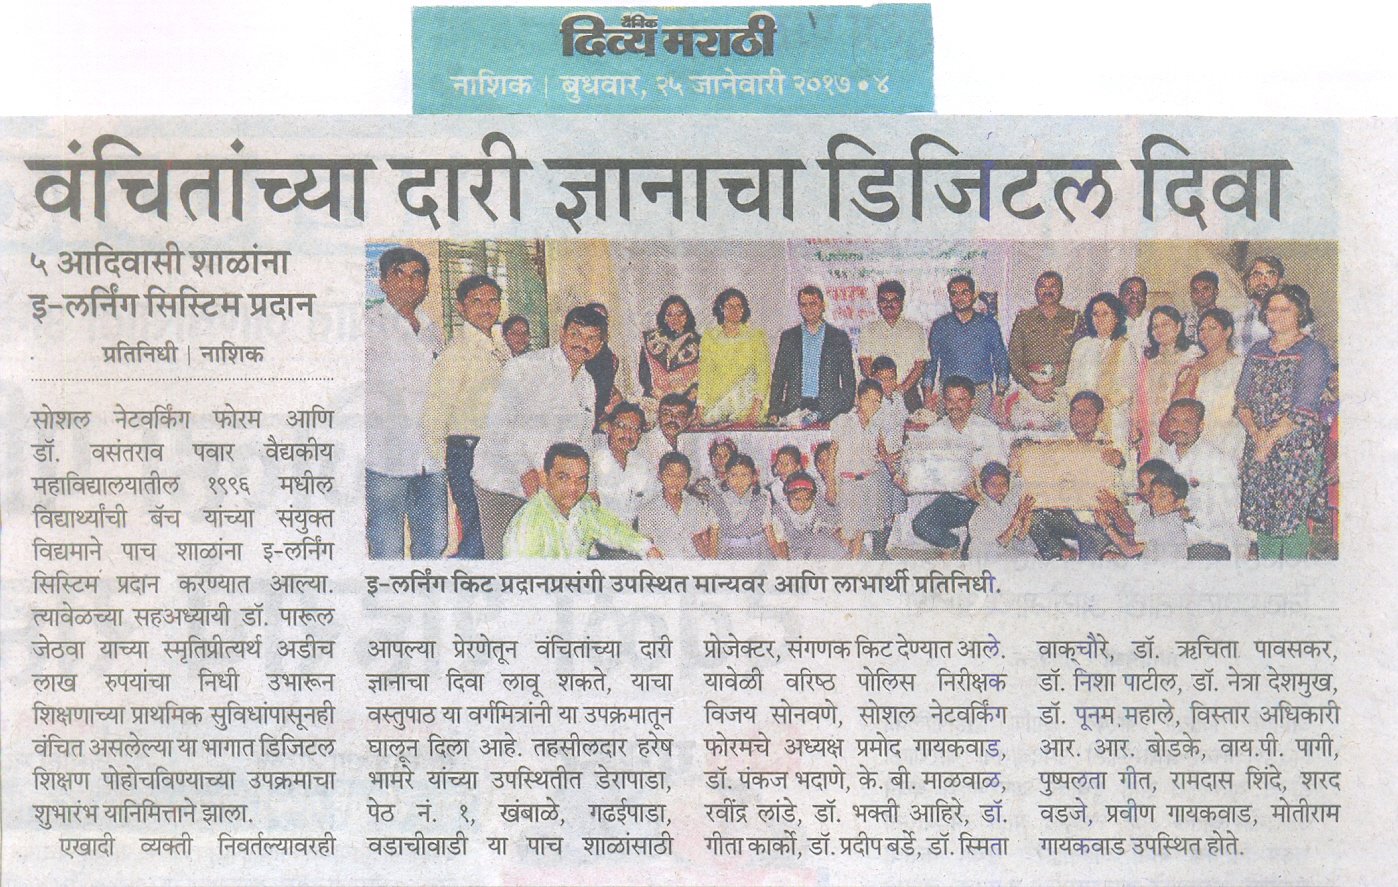 दैनिक
दिव्य मराठी
नाशिक | बुधवार, २५ जानेवारी २०१७ • ४
वंचितांच्या दारी ज्ञानाचा डिजिटल दिवा
५ आदिवासी शाळांना
इ-लर्निंग सिस्टिम प्रदान
प्रतिनिधी | नाशिक
सोशल नेटवर्किंग फोरम आणि
डॉ. वसंतराव पवार वैद्यकीय
महाविद्यालयातील १९९६ मधील
विद्यार्थ्यांची बॅच यांच्या संयुक्त
विद्यमाने पाच शाळांना इ-लर्निंग
सिस्टिम प्रदान करण्यात आल्या.
त्यावेळच्या सहअध्यायी डॉ. पारूल
जेठवा याच्या स्मृतिप्रीत्यर्थ अडीच
लाख रुपयांचा निधी उभारून
शिक्षणाच्या प्राथमिक सुविधांपासूनही
वंचित असलेल्या या भागात डिजिटल
शिक्षण पोहोचविण्याच्या उपक्रमाचा
शुभारंभ यानिमित्ताने झाला.
एखादी व्यक्ती निवर्तल्यावरही
इ-लर्निंग किट प्रदानप्रसंगी उपस्थित मान्यवर आणि लाभार्थी प्रतिनिधी.
आपल्या प्रेरणेतून वंचितांच्या दारी
ज्ञानाचा दिवा लावू शकते, याचा
वस्तुपाठ या वर्गमित्रांनी या उपक्रमातून
घालून दिला आहे. तहसीलदार हरेष
भामरे यांच्या उपस्थितीत डेरापाडा,
पेठ नं. १, खंबाळे, गढईपाडा,
वडाचीवाडी या पाच शाळांसाठी
प्रोजेक्टर, संगणक किट देण्यात आले.
यावेळी वरिष्ठ पोलिस निरीक्षक
विजय सोनवणे, सोशल नेटवर्किंग
फोरमचे अध्यक्ष प्रमोद गायकवाड,
डॉ. पंकज भदाणे, के. बी. माळवाळ,
रवींद्र लांडे, डॉ. भक्ती आहिरे, डॉ.
गीता कार्को, डॉ. प्रदीप बर्डे, डॉ. स्मिता
वाक्चौरे, डॉ. ऋचिता पावसकर,
डॉ. निशा पाटील, डॉ. नेत्रा देशमुख,
डॉ. पूनम महाले, विस्तार अधिकारी
आर. आर. बोडके, वाय.पी. पागी,
पुष्पलता गीत, रामदास शिंदे, शरद
वडजे, प्रवीण गायकवाड, मोतीराम
गायकवाड उपस्थित होते.